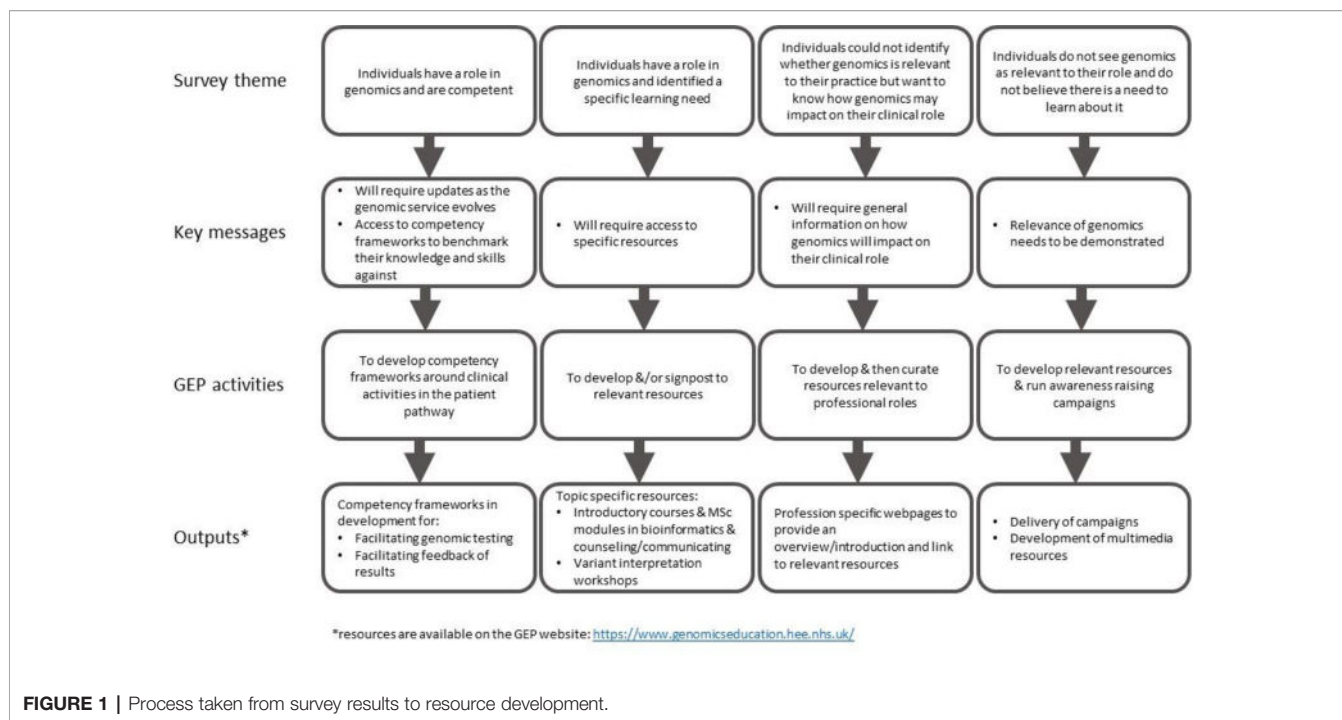 Survey theme
Individuals have a role in
genomics and are competent
Individuals have a role in
genomics and identified a
specific learning need
Individuals could not identify
whether genomics is relevant
to their practice but want to
know how genomics may
impact on their clinical role
Individuals do not see genomics
as relevant to their role and do
not believe there is a need to
learn about it
Key messages
• Will require updates as the
genomic service evolves
• Access to competency
frameworks to benchmark
their knowledge and skills
against
• Will require access to
specific resources
• Will require general
information on how
genomics will impact on
their clinical role
• Relevance of genomics
needs to be demonstrated
GEP activities
To develop competency
frameworks around clinical
activities in the patient
pathway
To develop &/or signpost to
relevant resources
To develop & then curate
resources relevant to
professional roles
To develop relevant resources
& run awareness raising
campaigns
Outputs*
Competency frameworks in
development for:
• Facilitating genomic testing
• Facilitating feedback of
results
Topic specific resources:
• Introductory courses & MSc
modules in bioinformatics &
counseling/communicating
• Variant interpretation
workshops
Profession specific webpages to
provide an
overview/introduction and link
to relevant resources
• Delivery of campaigns
• Development of multimedia
resources
*resources are available on the GEP website: https://www.genomicseducation.hee.nhs.uk/
FIGURE 1 | Process taken from survey results to resource development.